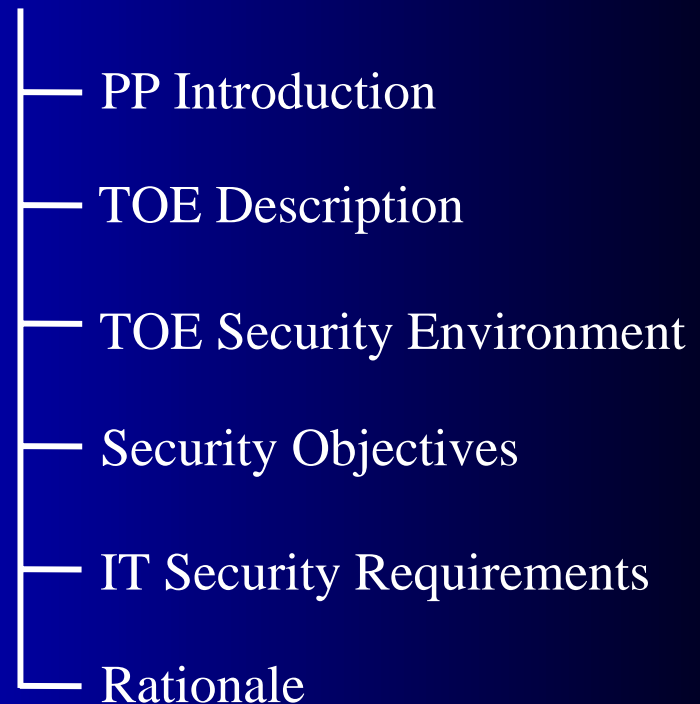 PP Introduction
TOE Description
TOE Security Environment
Security Objectives
IT Security Requirements
Rationale